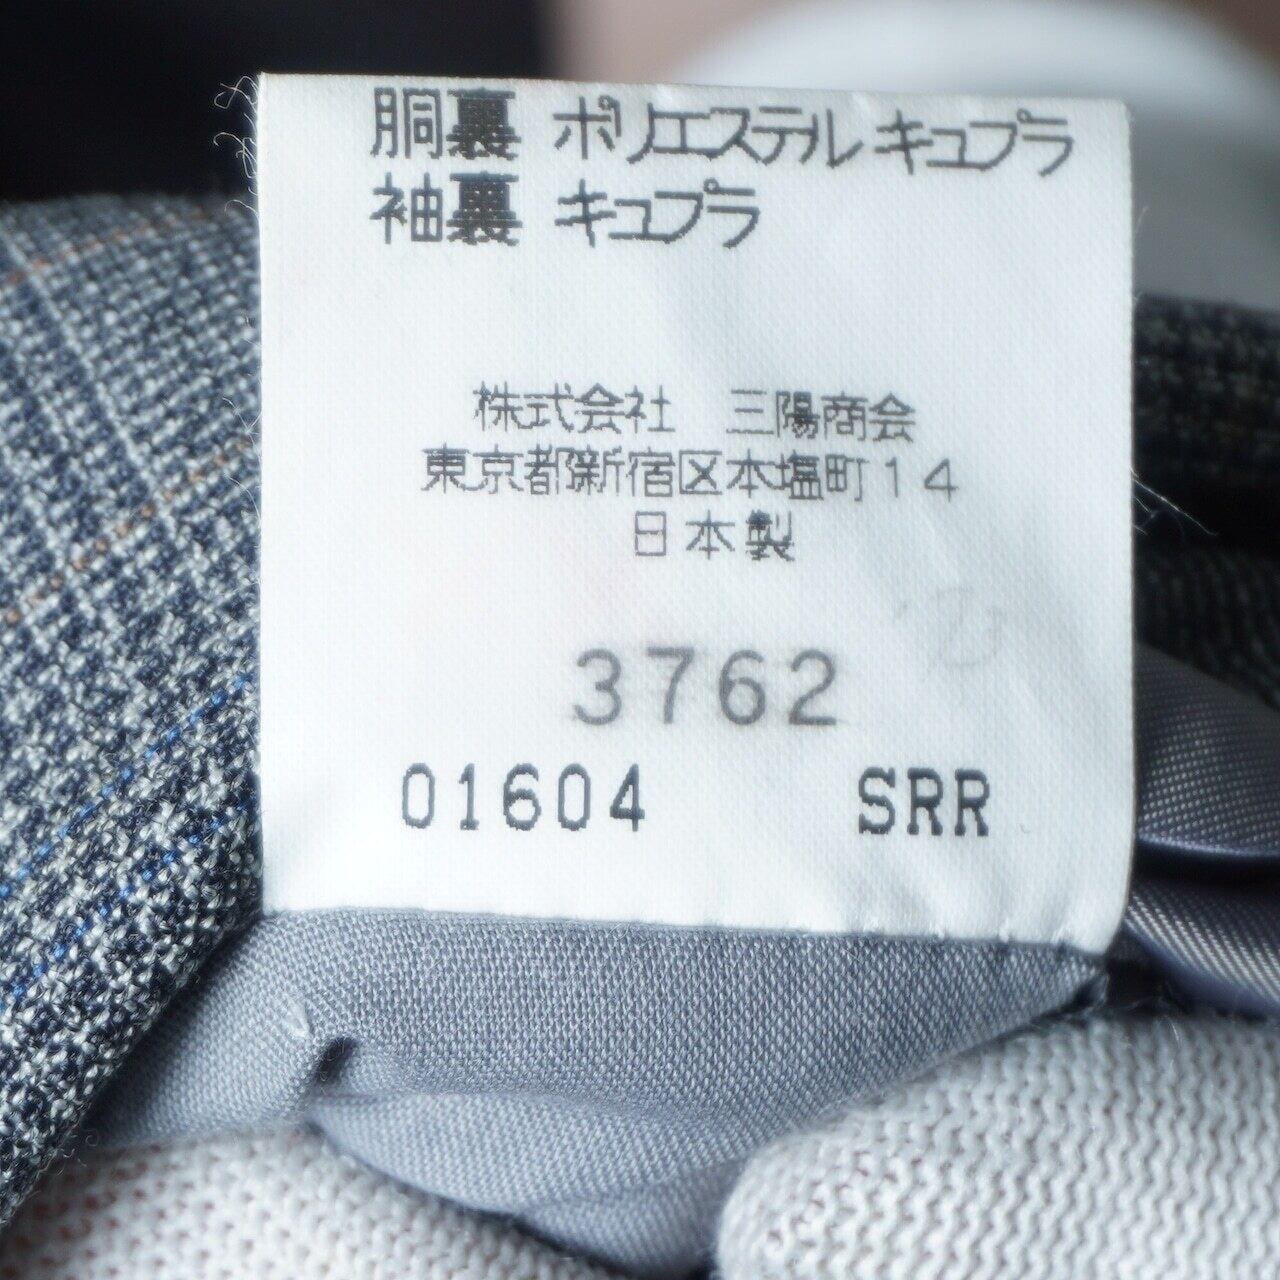 胴裏 ポリエステル キュプラ
袖裏 キュプラ
株式会社 三陽商会
東京都新宿区本塩町14
日本製
3762
01604 SRR